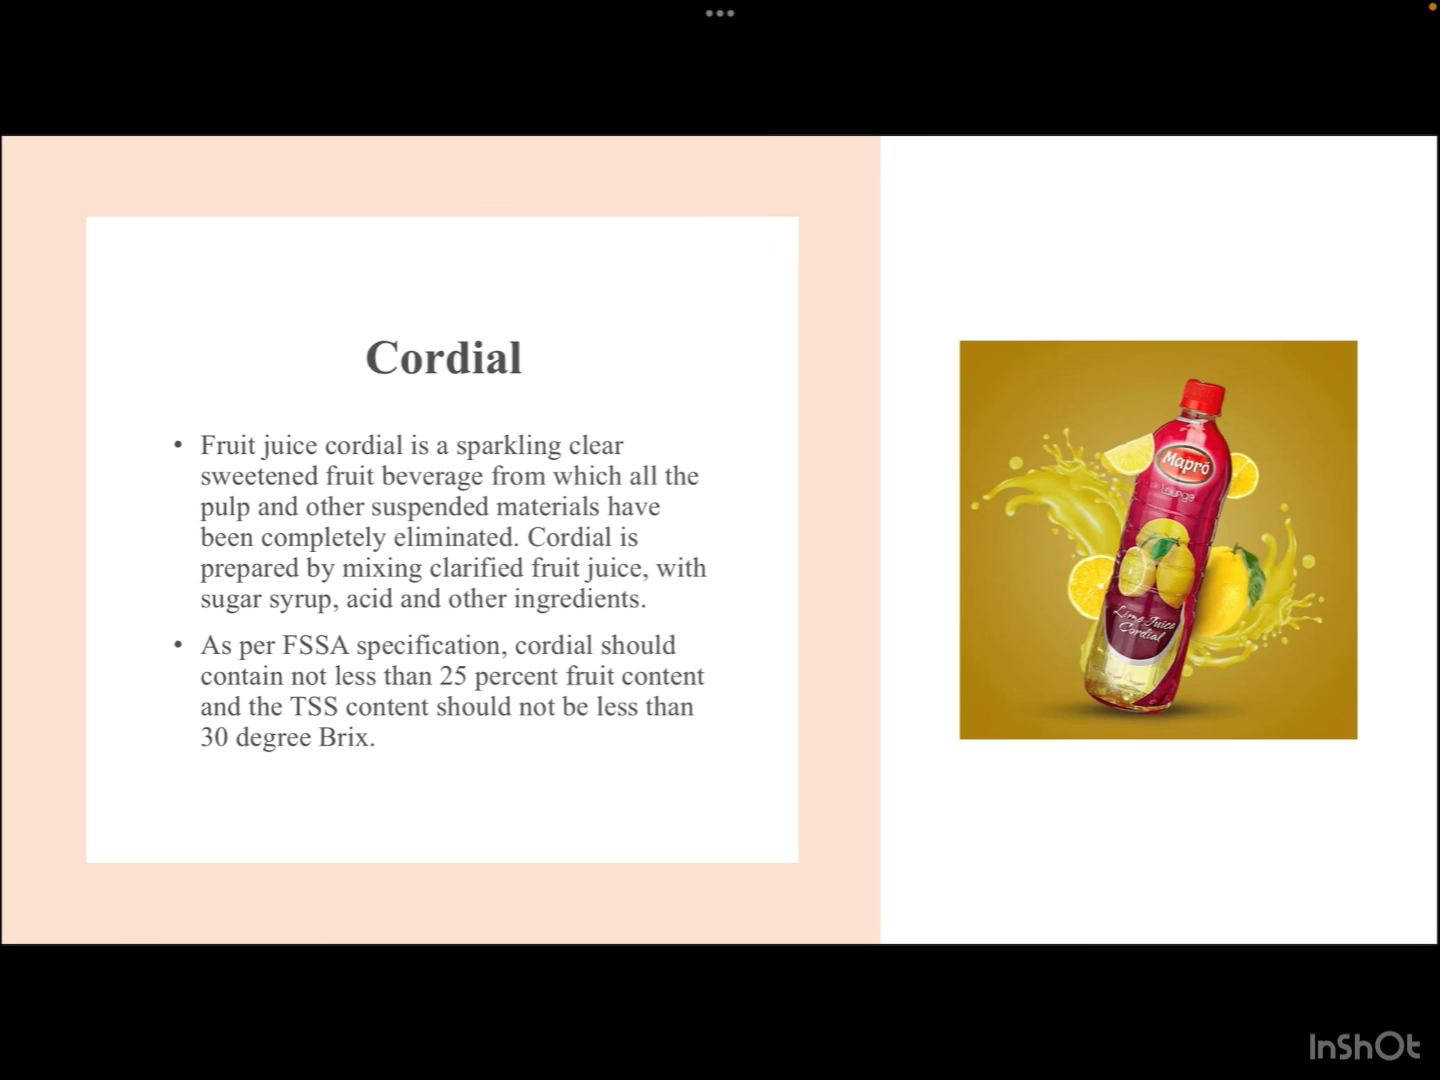 Cordial
• Fruit juice cordial is a sparkling clear
sweetened fruit beverage from which all the
pulp and other suspended materials have
been completely eliminated. Cordial is
prepared by mixing clarified fruit juice, with
sugar syrup, acid and other ingredients.
• As per FSSA specification, cordial should
contain not less than 25 percent fruit content
and the TSS content should not be less than
30 degree Brix.
Mapro
Lounge
Lime Juice
Cordial
InShOt